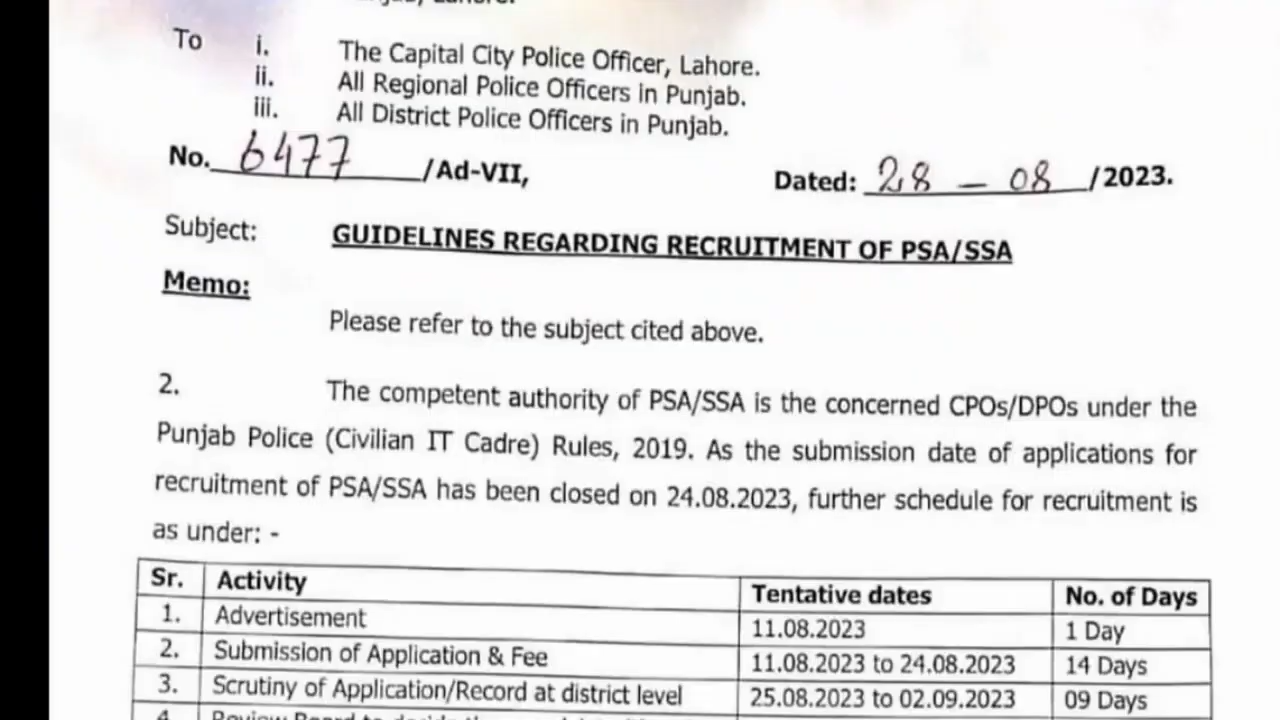 Lahore.
To i. The Capital City Police Officer, Lahore.
ii. All Regional Police Officers in Punjab.
iii. All District Police Officers in Punjab.
No. 6477 /Ad-VII, Dated: 28 - 08 /2023.
Subject: GUIDELINES REGARDING RECRUITMENT OF PSA/SSA
Memo:
Please refer to the subject cited above.
2. The competent authority of PSA/SSA is the concerned CPOs/DPOs under the
Punjab Police (Civilian IT Cadre) Rules, 2019. As the submission date of applications for
recruitment of PSA/SSA has been closed on 24.08.2023, further schedule for recruitment is
as under: -
Sr. Activity Tentative dates No. of Days
1. Advertisement 11.08.2023 1 Day
2. Submission of Application & Fee 11.08.2023 to 24.08.2023 14 Days
3. Scrutiny of Application/Record at district level 25.08.2023 to 02.09.2023 09 Days
4. Review Board to decide the